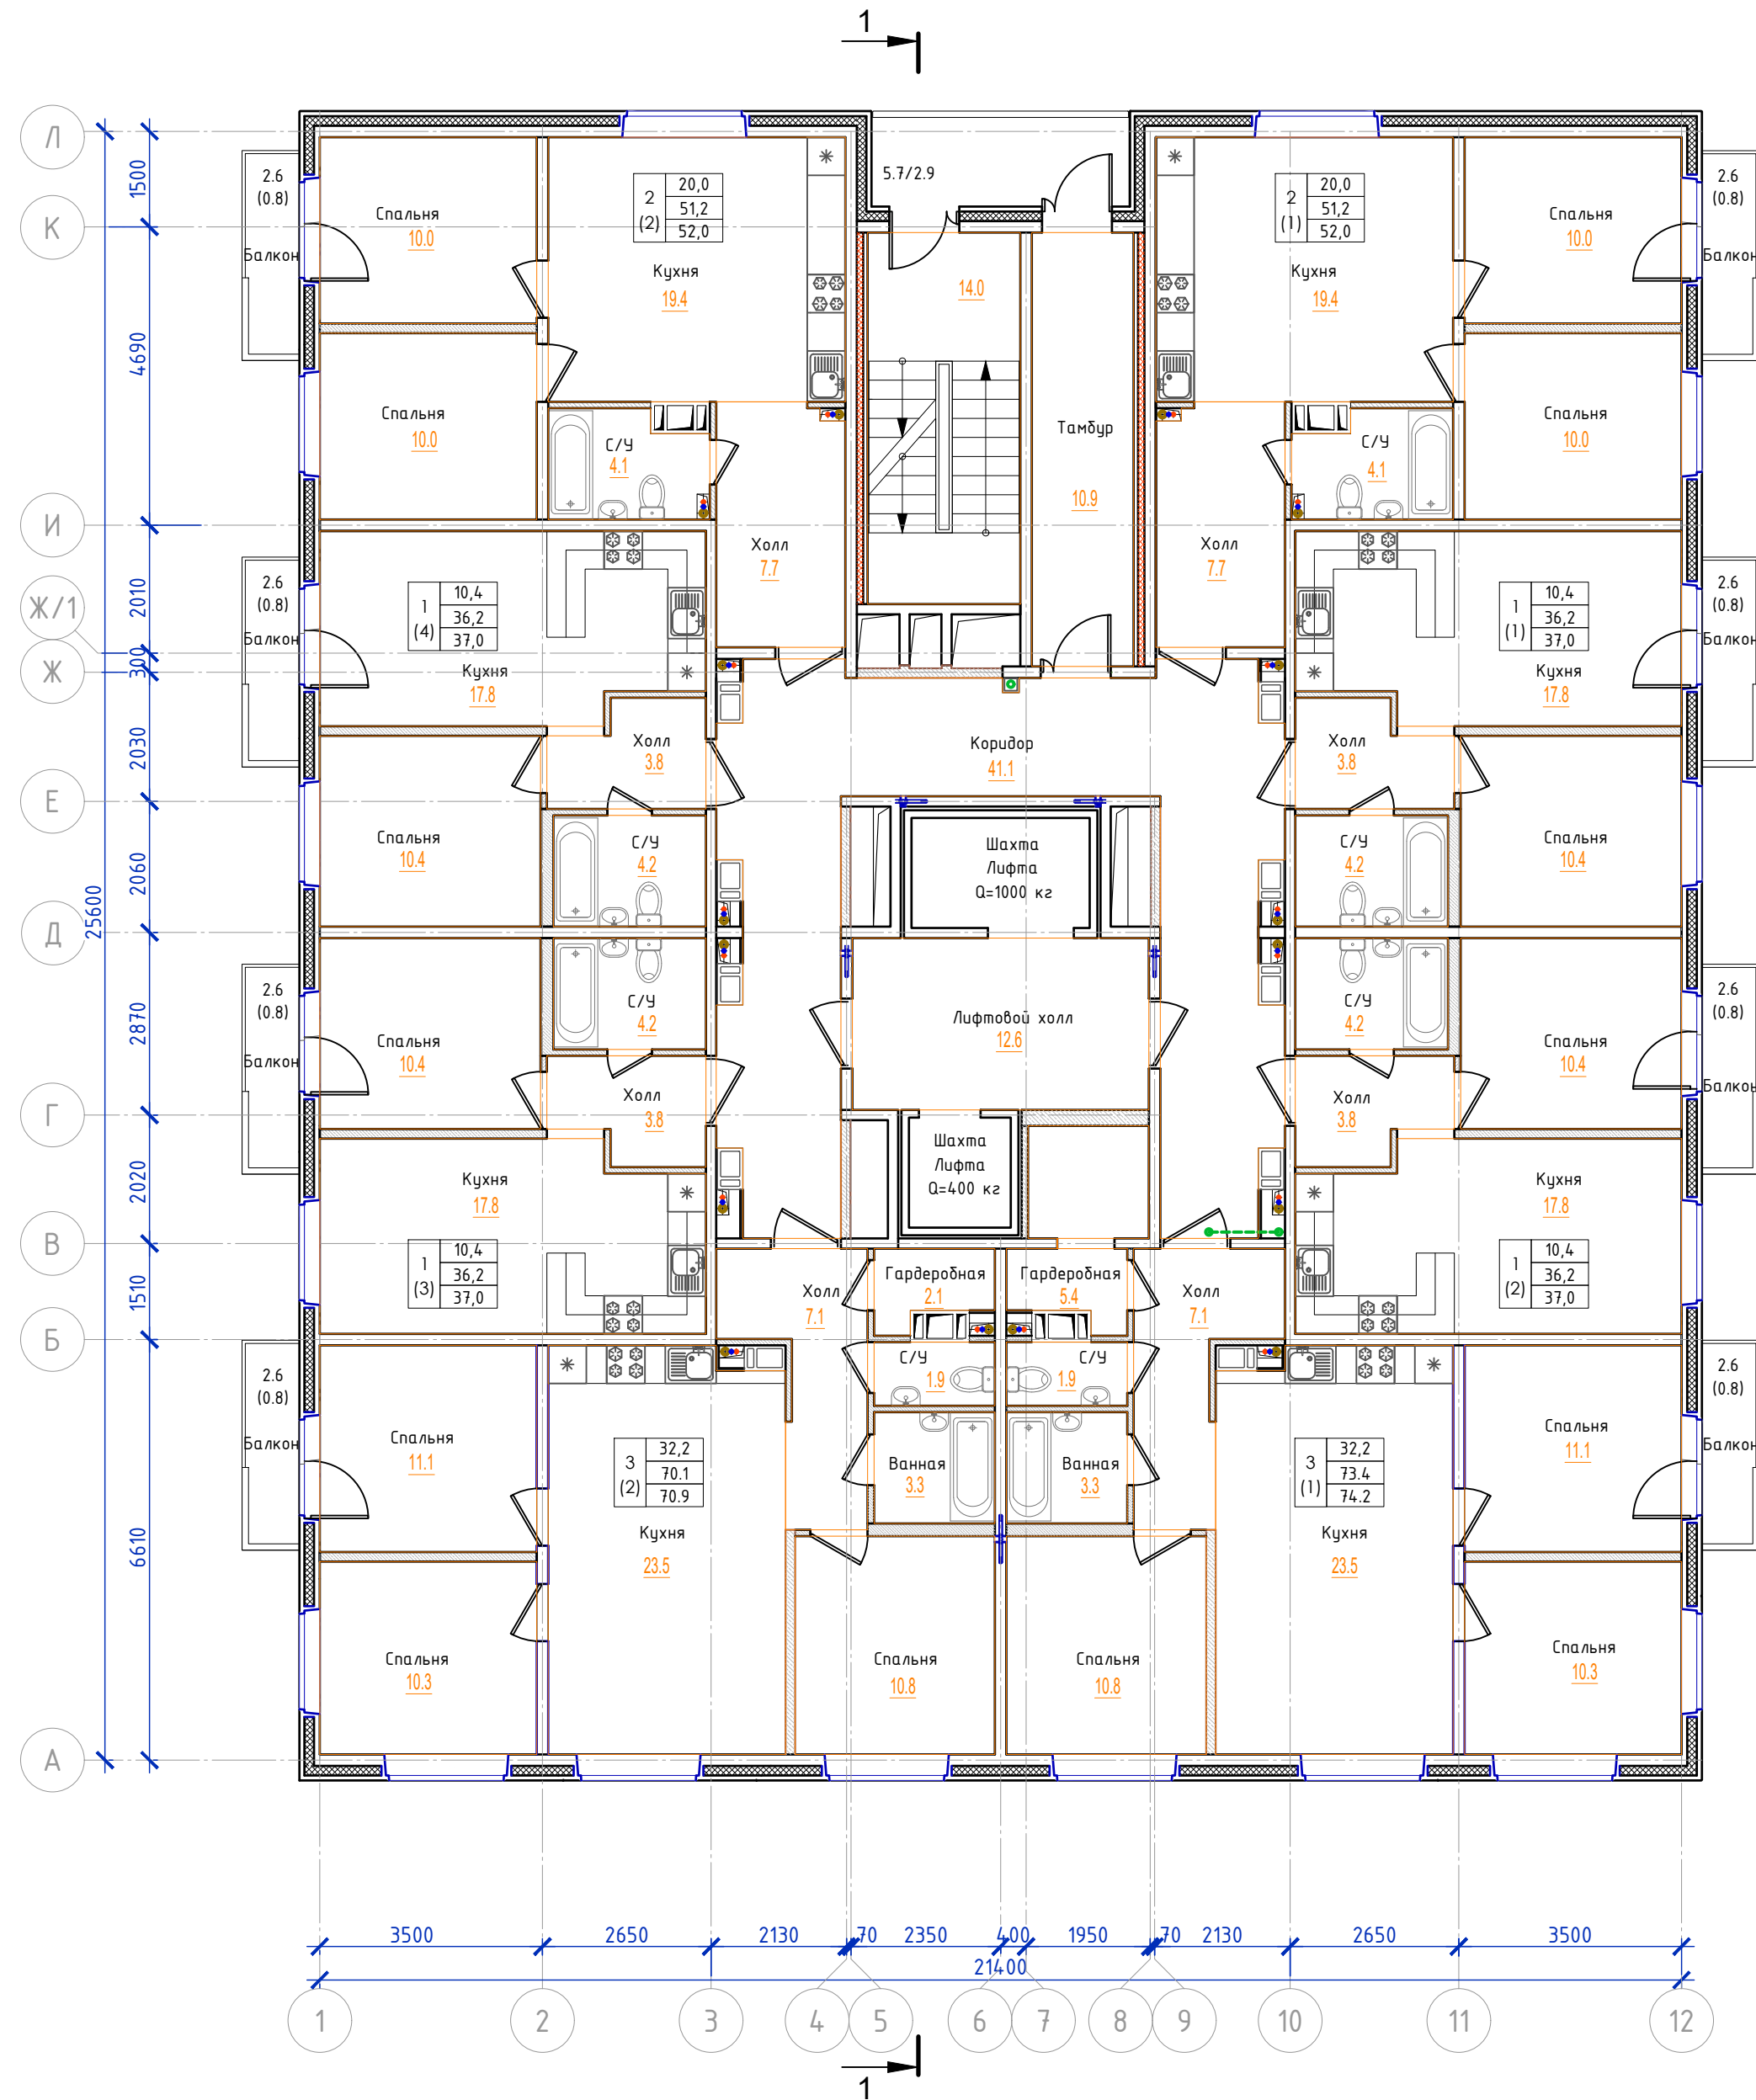 1
Л
К
И
Ж/1
Ж
Е
Д
Г
В
Б
А
1500
4690
2010
300
2030
2060
2870
2020
1510
6610
25600
2.6
(0.8)
Балкон
Спальня
10.0
2
(2)
20,0
51,2
52,0
Кухня
19.4
5.7/2.9
14.0
2
(1)
20,0
51,2
52,0
Кухня
19.4
Спальня
10.0
2.6
(0.8)
Балкон
Спальня
10.0
С/У
4.1
Тамбур
10.9
С/У
4.1
Спальня
10.0
Холл
7.7
Холл
7.7
2.6
(0.8)
Балкон
1
(4)
10,4
36,2
37,0
Кухня
17.8
1
(1)
10,4
36,2
37,0
Кухня
17.8
2.6
(0.8)
Балкон
Холл
3.8
Коридор
41.1
Холл
3.8
Спальня
10.4
С/У
4.2
Шахта
Лифта
Q=1000 кг
С/У
4.2
Спальня
10.4
2.6
(0.8)
Балкон
Спальня
10.4
С/У
4.2
Лифтовой холл
12.6
С/У
4.2
Спальня
10.4
2.6
(0.8)
Балкон
Холл
3.8
Шахта
Лифта
Q=400 кг
Холл
3.8
Кухня
17.8
Кухня
17.8
1
(3)
10,4
36,2
37,0
1
(2)
10,4
36,2
37,0
Холл
7.1
Гардеробная
2.1
Гардеробная
5.4
Холл
7.1
2.6
(0.8)
Балкон
С/У
1.9
С/У
1.9
2.6
(0.8)
Балкон
Спальня
11.1
3
(2)
32,2
70.1
70.9
Кухня
23.5
Ванная
3.3
Ванная
3.3
3
(1)
32,2
73.4
74.2
Кухня
23.5
Спальня
11.1
Спальня
10.3
Спальня
10.8
Спальня
10.8
Спальня
10.3
3500
2650
2130
70
2350
400
1950
70
2130
2650
3500
21400
1
2
3
4
5
6
7
8
9
10
11
12
1